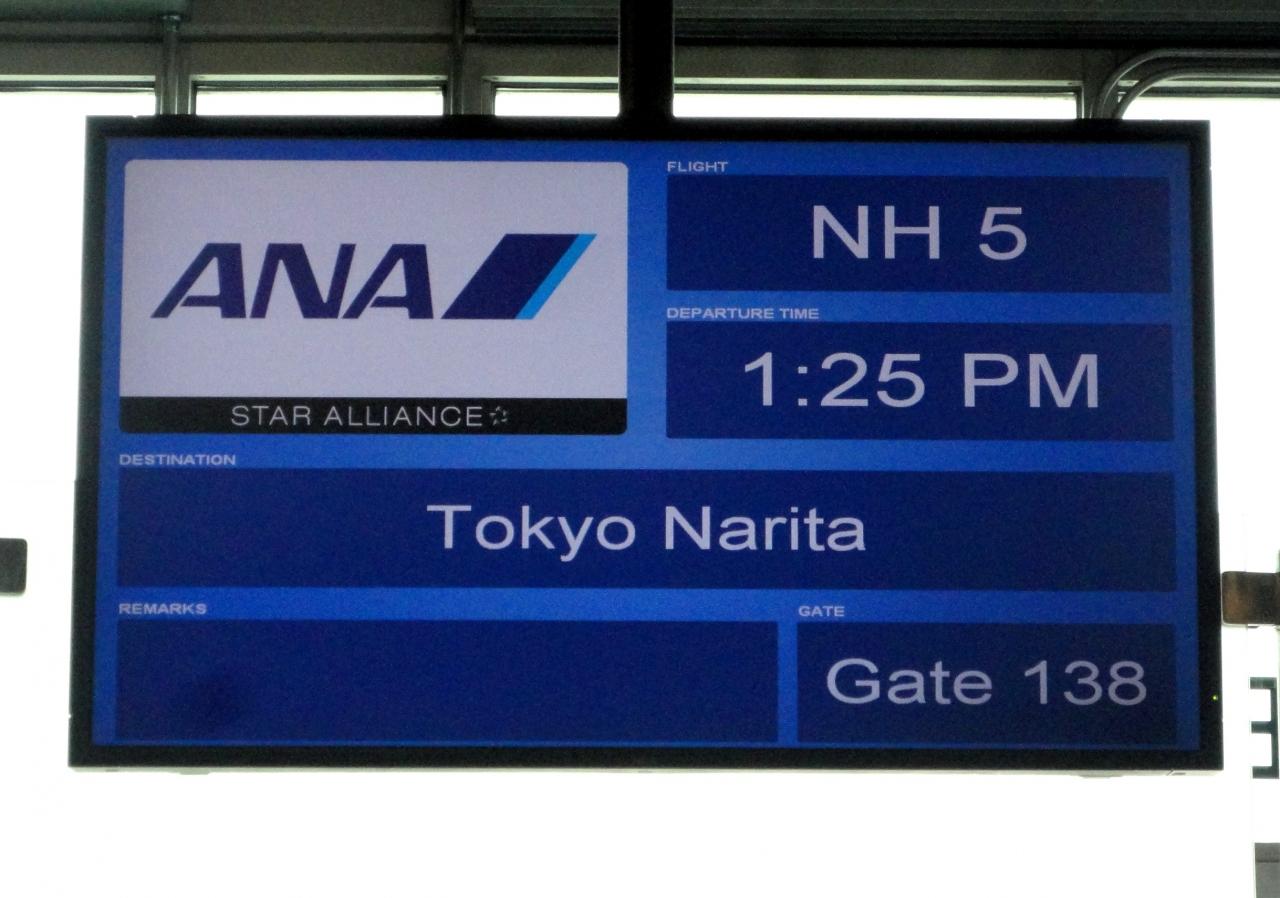 ANA
STAR ALLIANCE
FLIGHT
NH 5
DEPARTURE TIME
1:25 PM
DESTINATION
Tokyo Narita
REMARKS
GATE
Gate 138